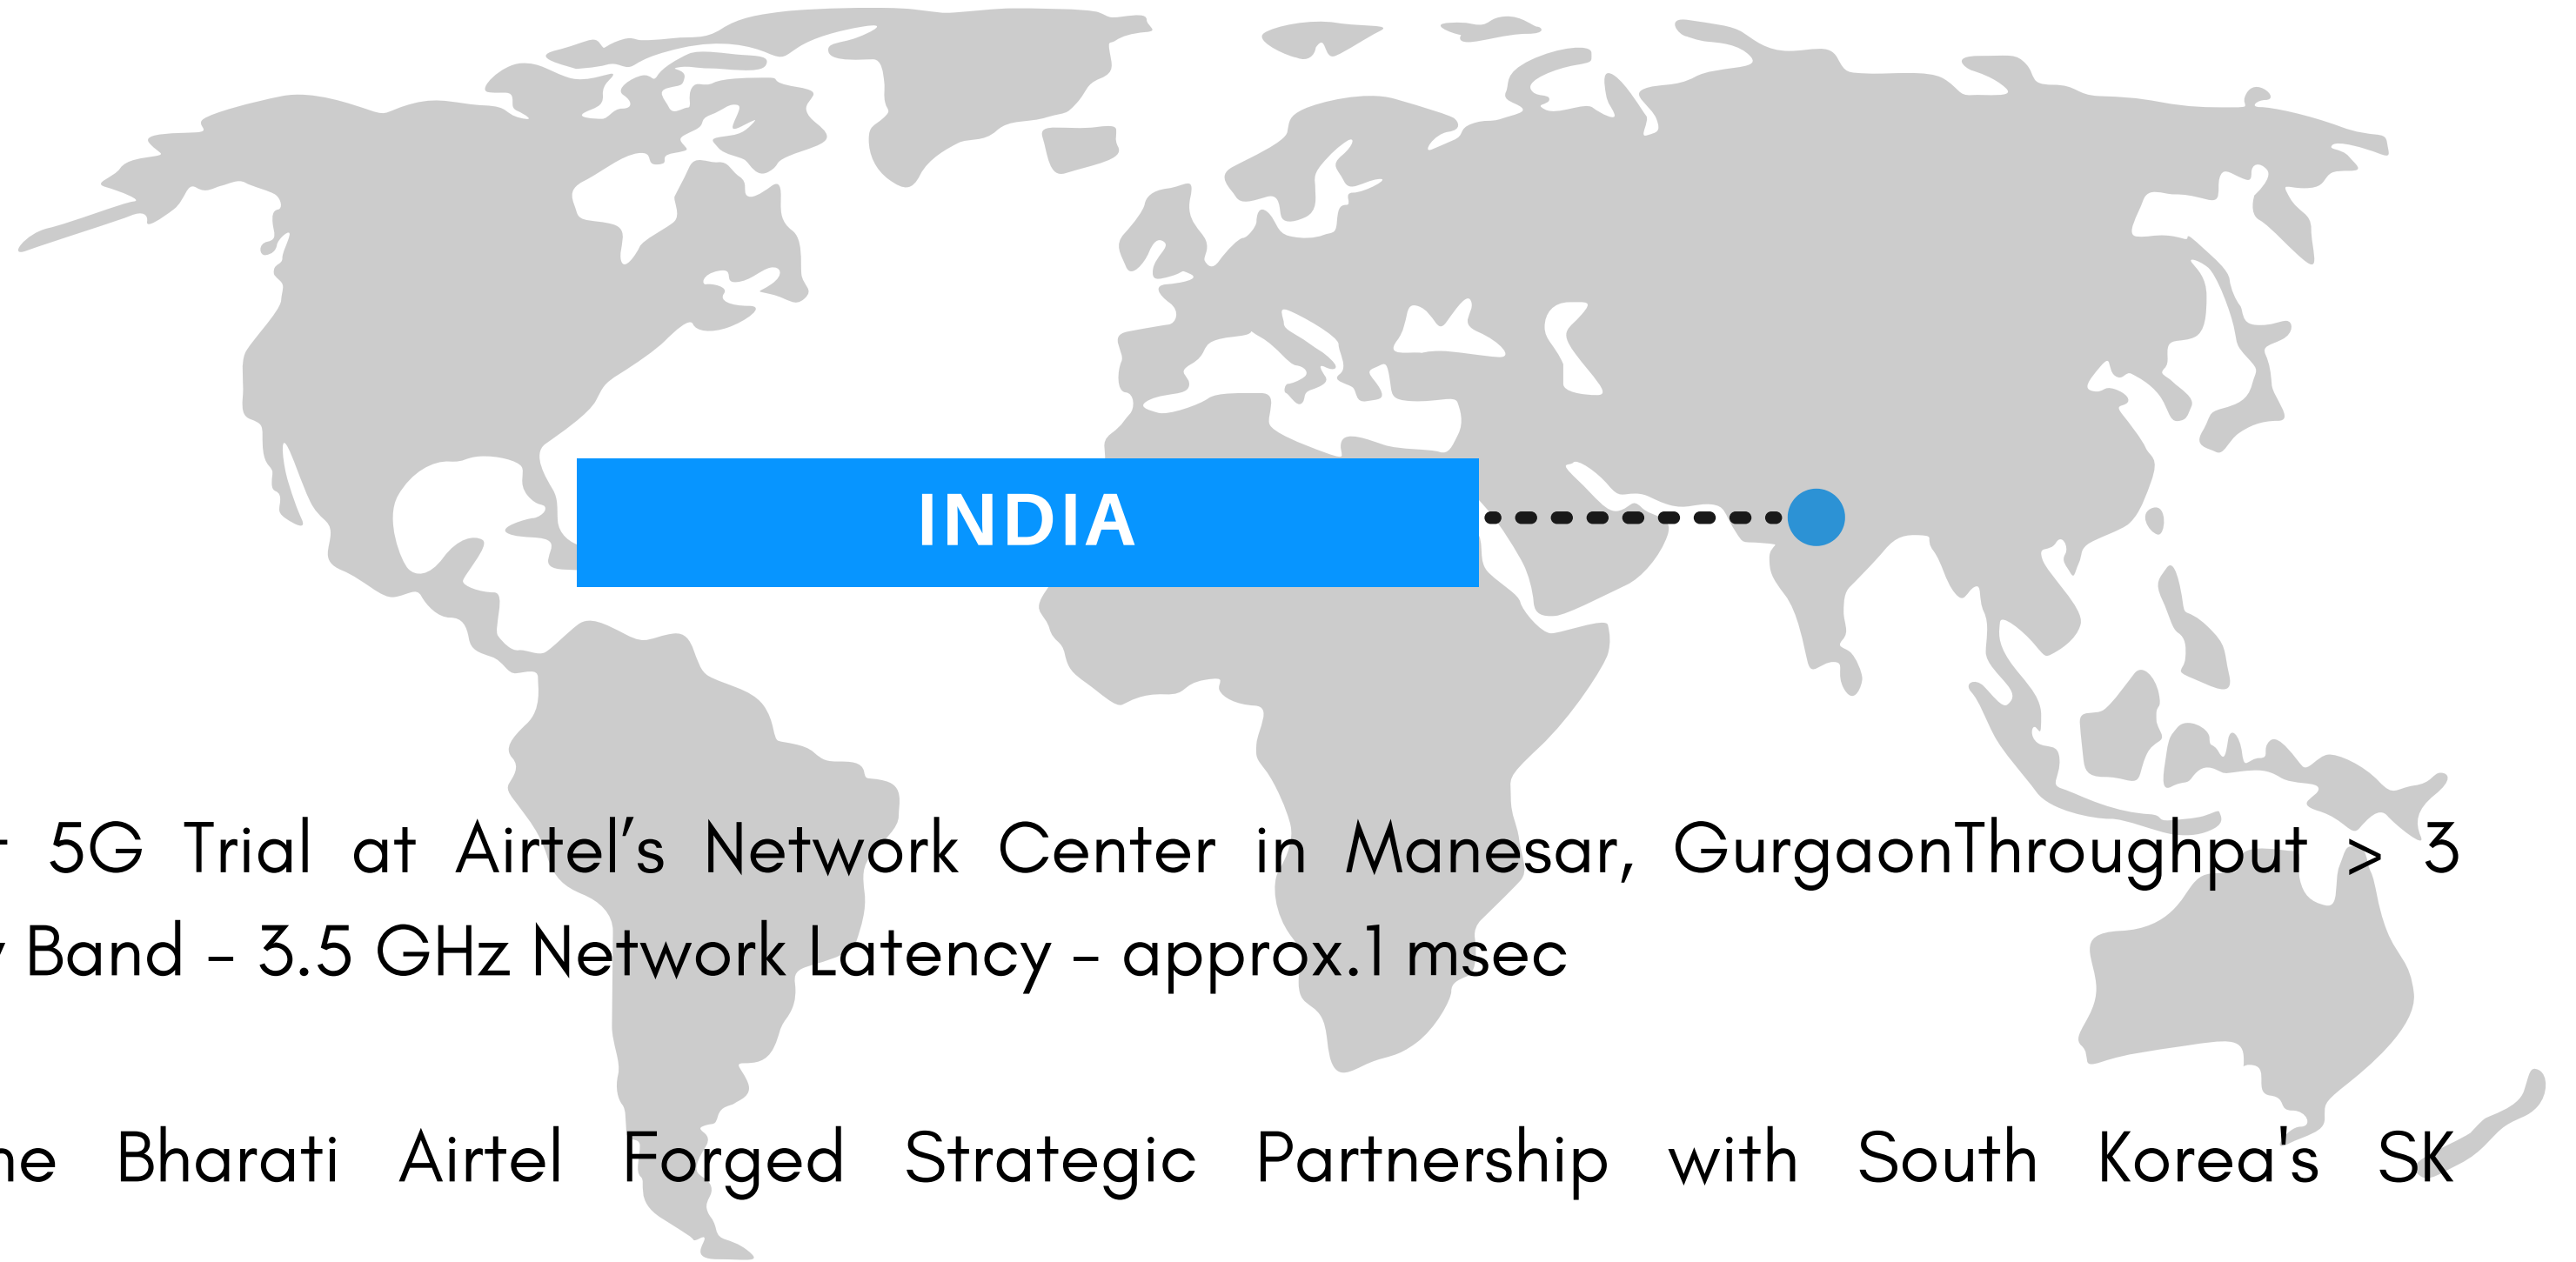 INDIA
5G Trial at Airtel’s Network Center in Manesar, GurgaonThroughput > 3
Band – 3.5 GHz Network Latency – approx.1 msec
Bharati Airtel Forged Strategic Partnership with South Korea's SK